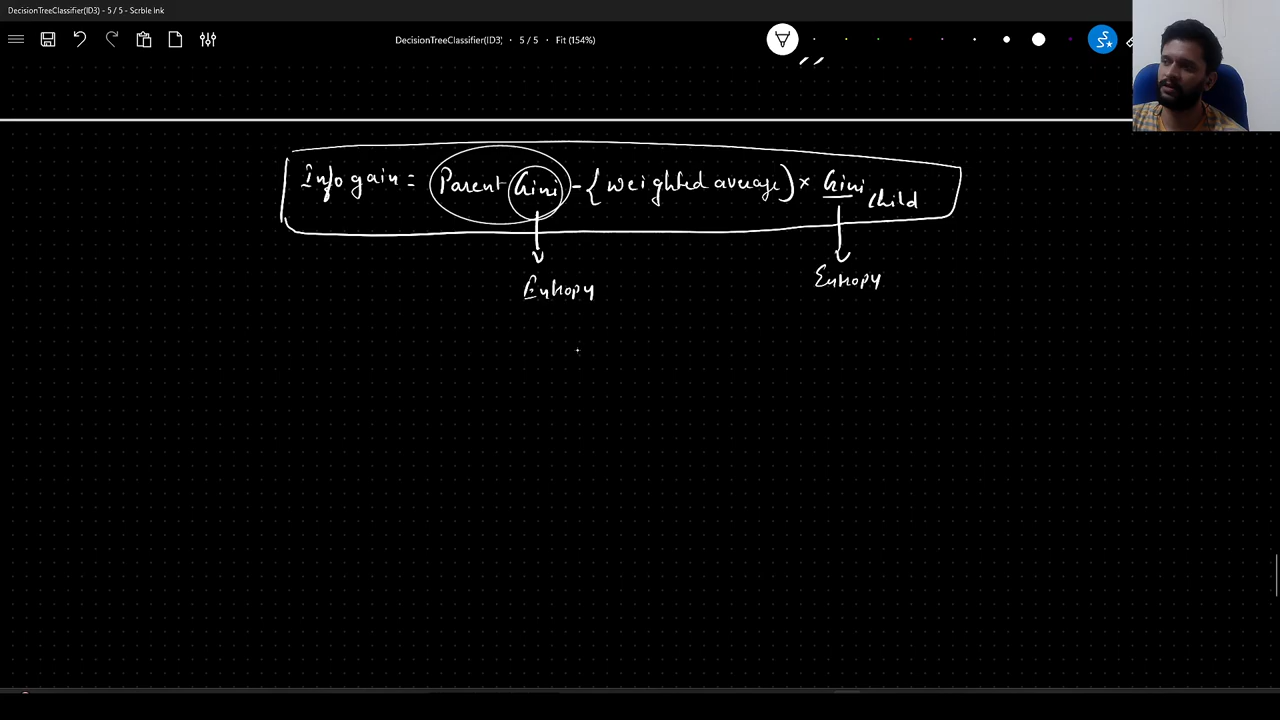 DecisionTreeClassifier(ID3) - 5 / 5 - Scrble Ink
DecisionTreeClassifier(ID3) • 5 / 5 • Fit (154%)
Info gain = Parent Gini - { weighted average ) × Gini child
Entropy Entropy